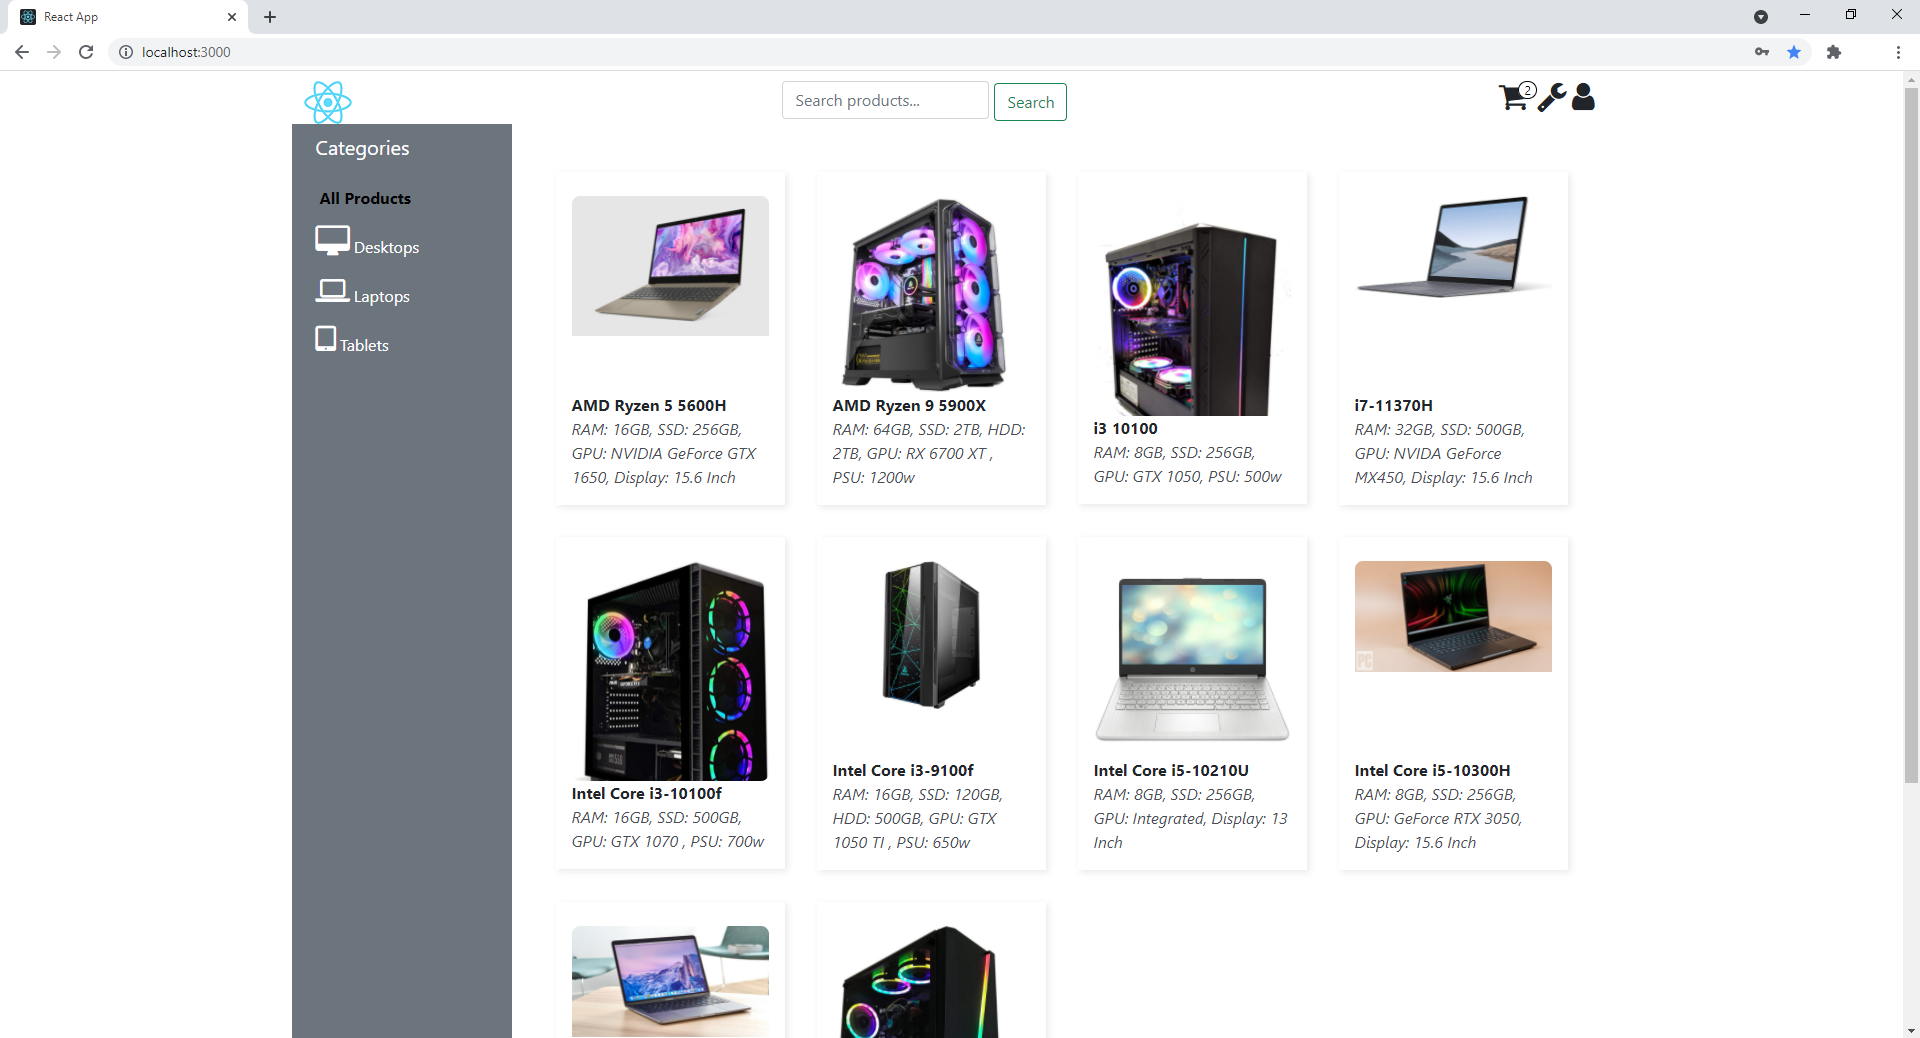 React App
localhost:3000
Search products...
Search
2
Categories
All Products
Desktops
Laptops
Tablets
AMD Ryzen 5 5600H
RAM: 16GB, SSD: 256GB,
GPU: NVIDIA GeForce GTX
1650, Display: 15.6 Inch
AMD Ryzen 9 5900X
RAM: 64GB, SSD: 2TB, HDD:
2TB, GPU: RX 6700 XT ,
PSU: 1200w
i3 10100
RAM: 8GB, SSD: 256GB,
GPU: GTX 1050, PSU: 500w
i7-11370H
RAM: 32GB, SSD: 500GB,
GPU: NVIDA GeForce
MX450, Display: 15.6 Inch
Intel Core i3-10100f
RAM: 16GB, SSD: 500GB,
GPU: GTX 1070 , PSU: 700w
Intel Core i3-9100f
RAM: 16GB, SSD: 120GB,
HDD: 500GB, GPU: GTX
1050 TI , PSU: 650w
Intel Core i5-10210U
RAM: 8GB, SSD: 256GB,
GPU: Integrated, Display: 13
Inch
PC
Intel Core i5-10300H
RAM: 8GB, SSD: 256GB,
GPU: GeForce RTX 3050,
Display: 15.6 Inch